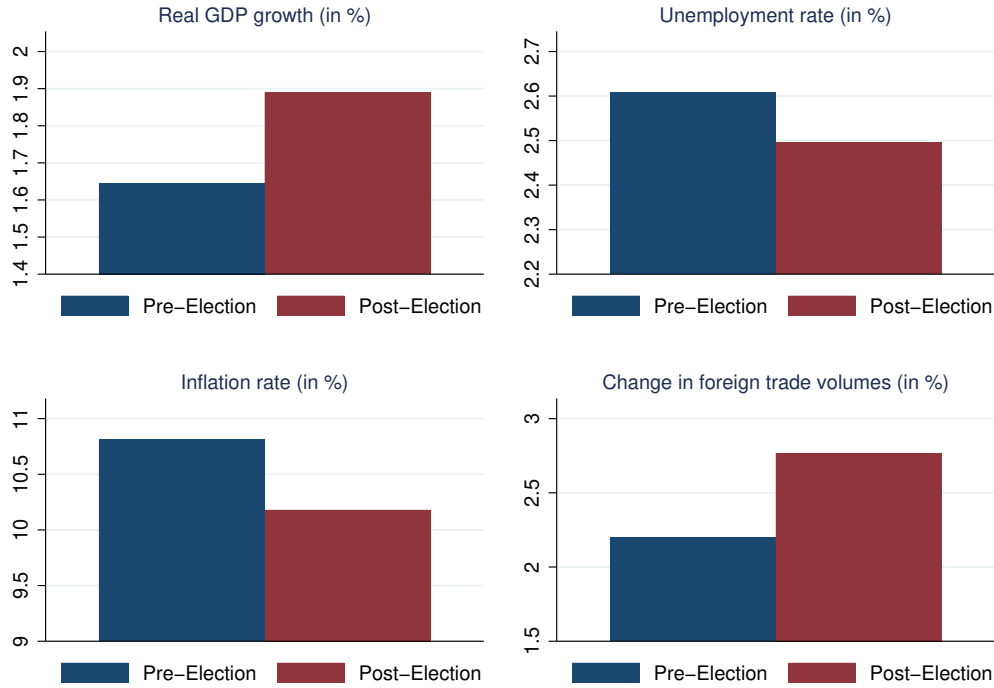 Real GDP growth (in %)
2
1.9
1.8
1.7
1.6
1.5
1.4
Pre−Election Post−Election
Unemployment rate (in %)
2.7
2.6
2.5
2.4
2.3
2.2
Pre−Election Post−Election
Inflation rate (in %)
11
10.5
10
9.5
9
Pre−Election Post−Election
Change in foreign trade volumes (in %)
3
2.5
2
1.5
Pre−Election Post−Election